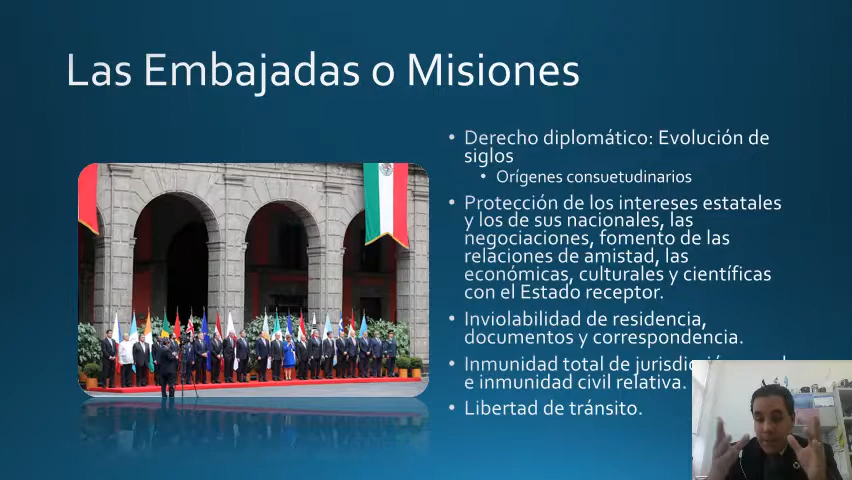 Las Embajadas o Misiones
• Derecho diplomático: Evolución de
siglos
• Orígenes consuetudinarios
• Protección de los intereses estatales
y los de sus nacionales, las
negociaciones, fomento de las
relaciones de amistad, las
económicas, culturales y científicas
con el Estado receptor.
• Inviolabilidad de residencia,
documentos y correspondencia.
• Inmunidad total de jurisdicción
e inmunidad civil relativa.
• Libertad de tránsito.